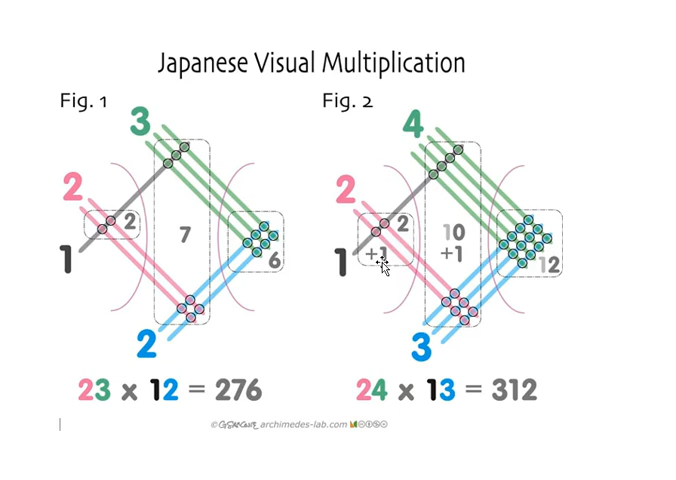 Japanese Visual Multiplication
Fig. 1
Fig. 2
3
2
2
7
6
1
2
23 x 12 = 276
4
2
2
+1
10
+1
12
1
3
24 x 13 = 312
archimedes-lab.com